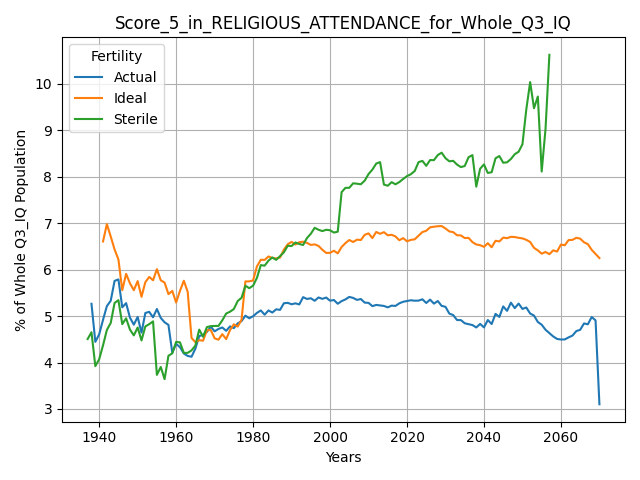 Score_5_in_RELIGIOUS_ATTENDANCE_for_Whole_Q3_IQ
Fertility
Actual
Ideal
Sterile
% of Whole Q3_IQ Population
10
9
8
7
6
5
4
3
1940 1960 1980 2000 2020 2040 2060
Years